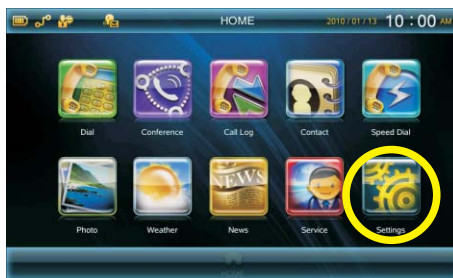 HOME 2010/01/13 10:00 AM
Dial Conference Call Log Contact Speed Dial
NEWS
Photo Weather News Service Settings
HOME